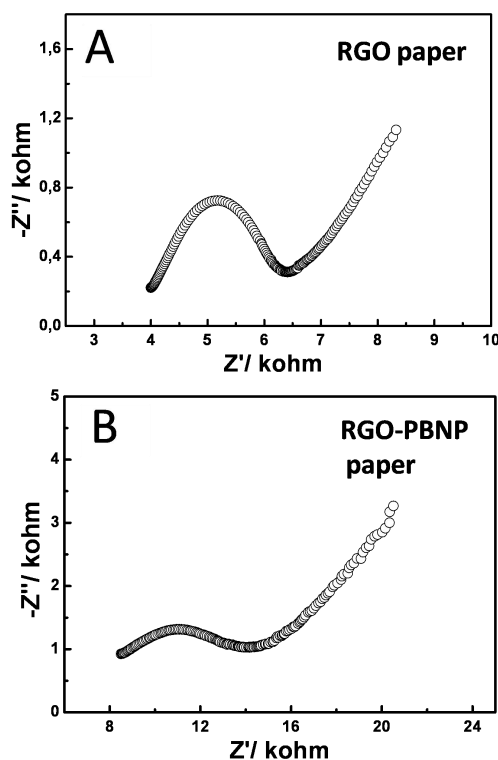 A
RGO paper
-Z''/ kohm
1,6
1,2
0,8
0,4
0,0
3 4 5 6 7 8 9 10
Z'/ kohm
B
RGO-PBNP
paper
-Z''/ kohm
5
4
3
2
1
0
8 12 16 20 24
Z'/ kohm